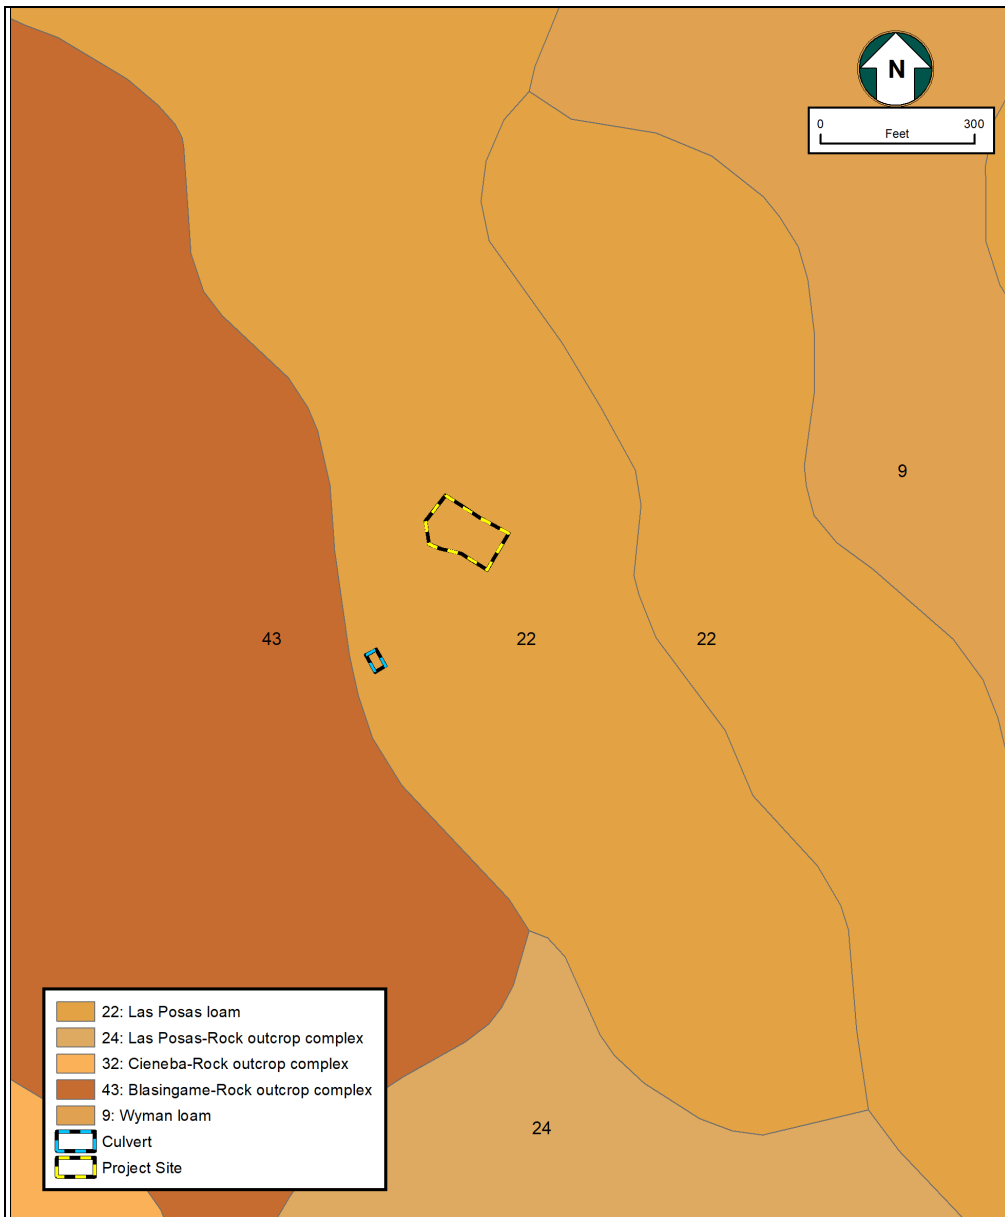 N
0 300
Feet
9
43
22
22
22: Las Posas loam
24: Las Posas-Rock outcrop complex
32: Cieneba-Rock outcrop complex
43: Blasingame-Rock outcrop complex
9: Wyman loam
Culvert
Project Site
24